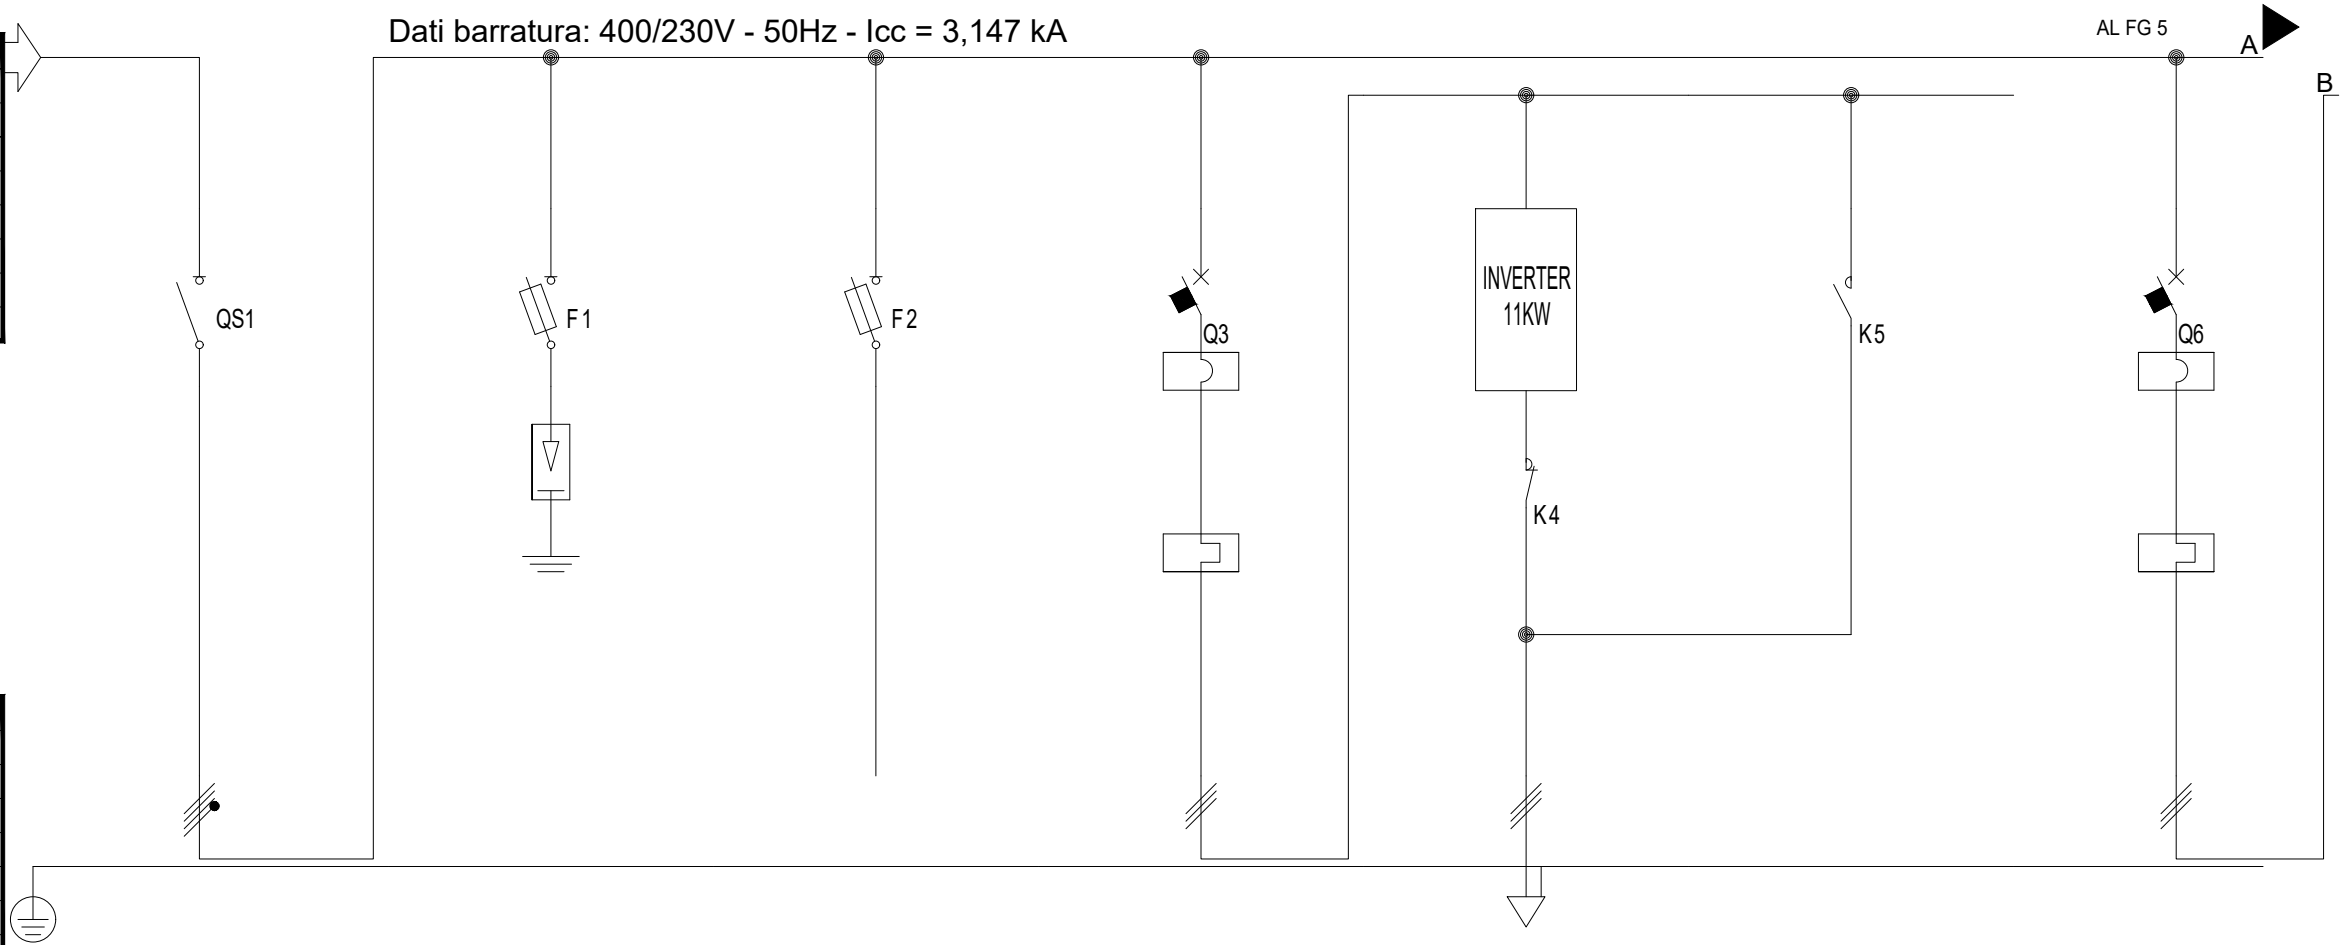 Dati barratura: 400/230V - 50Hz - Icc = 3,147 kA
AL FG 5
A
B
QS1
F1
F2
Q3
INVERTER
11KW
K5
Q6
K4